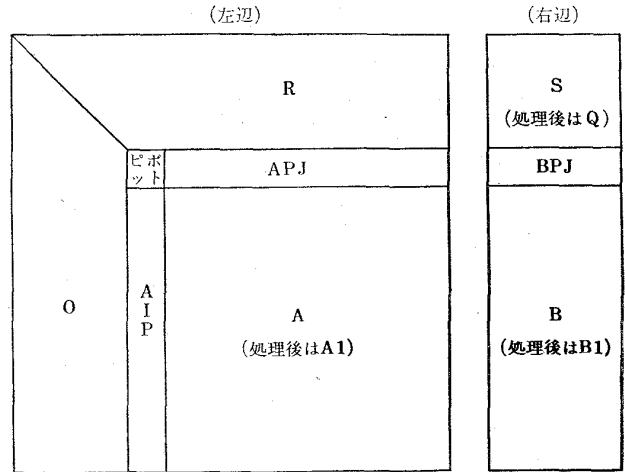 (左辺)
(右辺)
R
S
(処理後はQ)
ピボット
APJ
BPJ
O
AIP
A
(処理後はA1)
B
(処理後はB1)